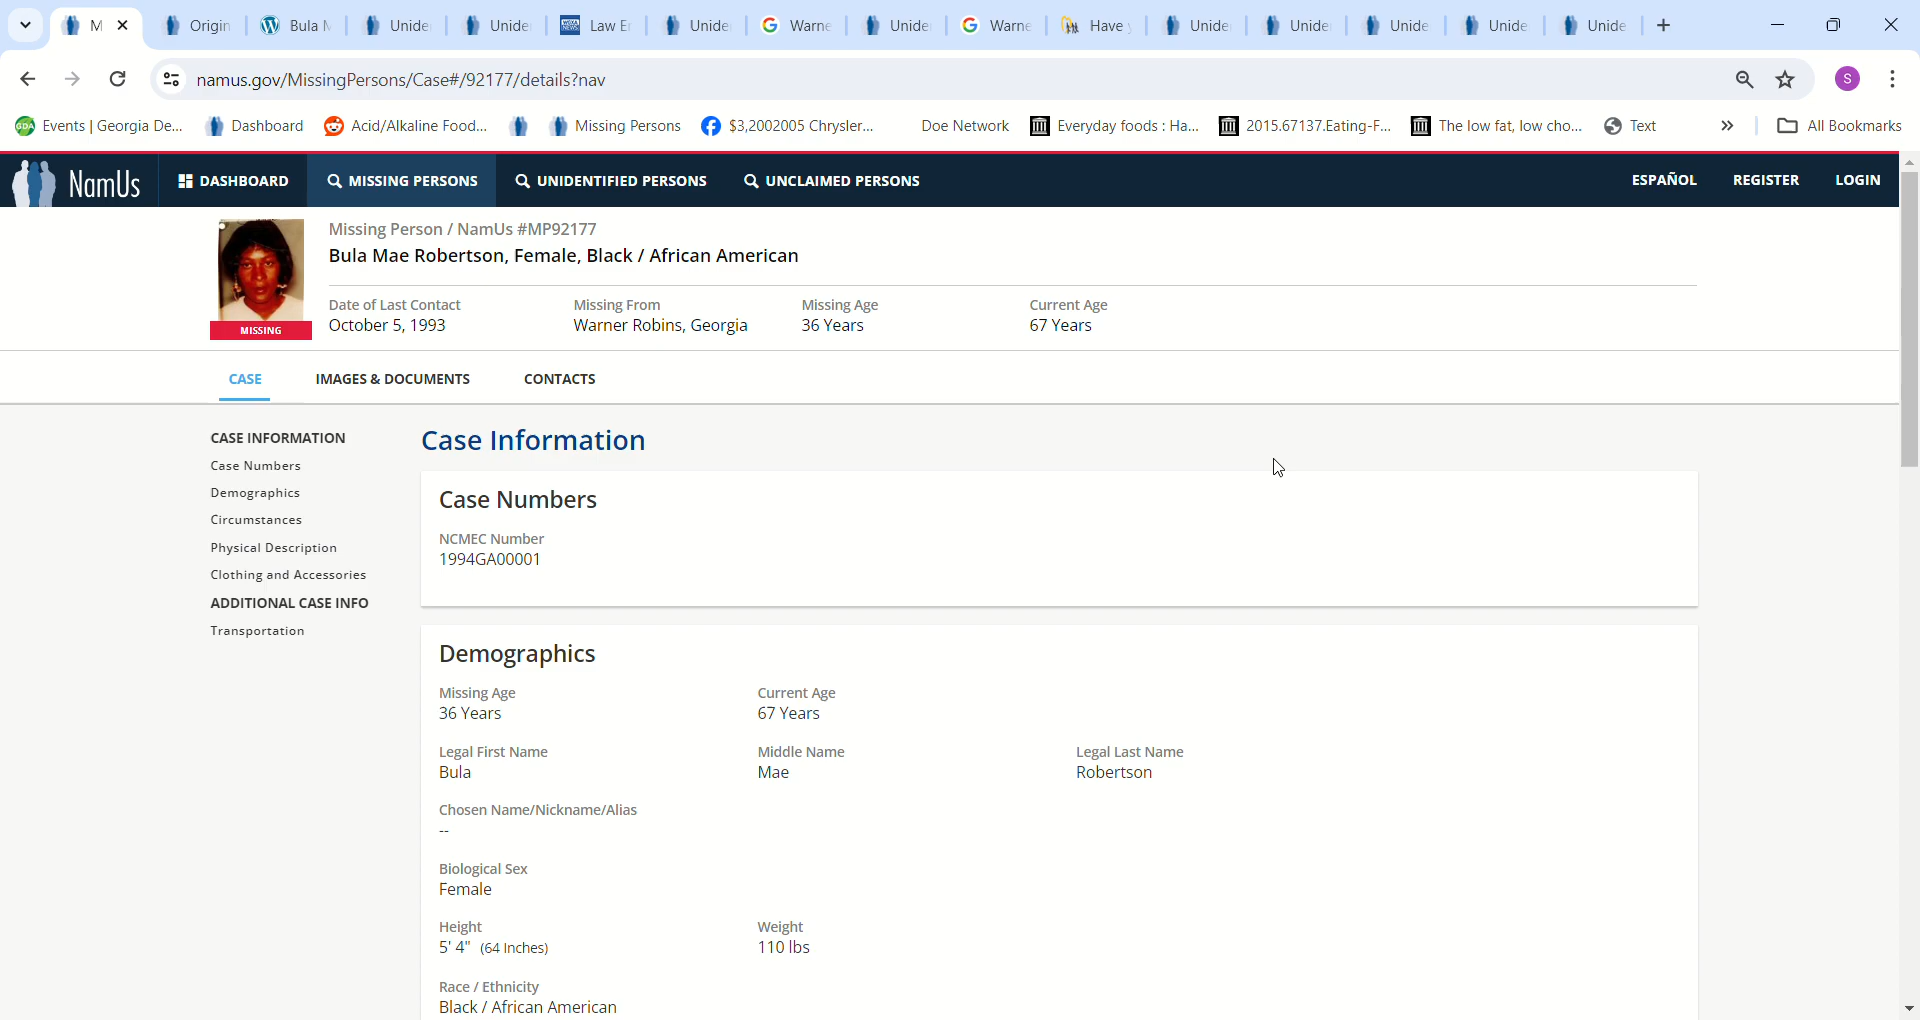 M
Origin
Bula M
Unide
Unide
Law E
Unide
Warne
Unide
Warne
Have y
Unide
Unide
Unide
Unide
Unide
namus.gov/MissingPersons/Case#/92177/details?nav
S
GDA
Events | Georgia De...
Dashboard
Acid/Alkaline Food...
Missing Persons
$3,2002005 Chrysler...
Doe Network
Everyday foods : Ha...
2015.67137.Eating-F...
The low fat, low cho...
Text
All Bookmarks
NamUs
DASHBOARD
MISSING PERSONS
UNIDENTIFIED PERSONS
UNCLAIMED PERSONS
ESPAÑOL
REGISTER
LOGIN
Missing Person / NamUs #MP92177
Bula Mae Robertson, Female, Black / African American
MISSING
Date of Last Contact
October 5, 1993
Missing From
Warner Robins, Georgia
Missing Age
36 Years
Current Age
67 Years
CASE
IMAGES & DOCUMENTS
CONTACTS
CASE INFORMATION
Case Numbers
Demographics
Circumstances
Physical Description
Clothing and Accessories
ADDITIONAL CASE INFO
Transportation
Case Information
Case Numbers
NCMEC Number
1994GA00001
Demographics
Missing Age
36 Years
Current Age
67 Years
Legal First Name
Bula
Middle Name
Mae
Legal Last Name
Robertson
Chosen Name/Nickname/Alias
--
Biological Sex
Female
Height
5' 4" (64 Inches)
Weight
110 lbs
Race / Ethnicity
Black / African American